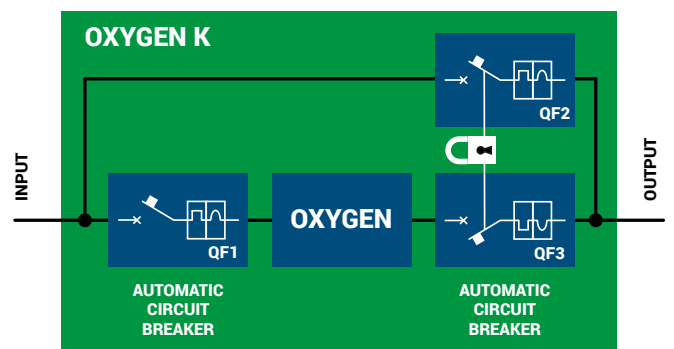 OXYGEN K
QF2
INPUT
OUTPUT
QF1
OXYGEN
QF3
AUTOMATIC
CIRCUIT
BREAKER
AUTOMATIC
CIRCUIT
BREAKER